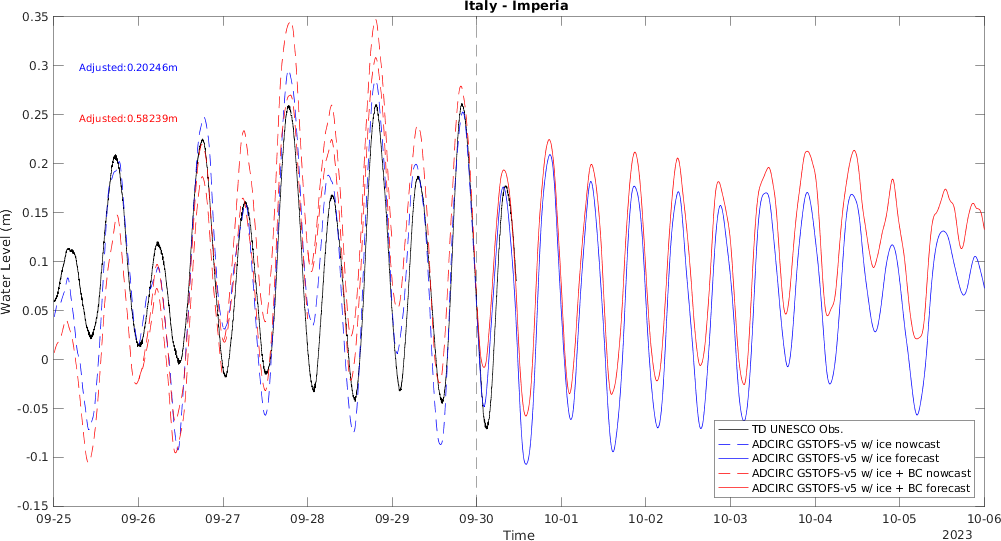 Italy - Imperia
0.35
0.3
0.25
0.2
0.15
0.1
0.05
0
-0.05
-0.1
-0.15
Water Level (m)
Adjusted:0.20246m
Adjusted:0.58239m
TD UNESCO Obs.
ADCIRC GSTOFS-v5 w/ ice nowcast
ADCIRC GSTOFS-v5 w/ ice forecast
ADCIRC GSTOFS-v5 w/ ice + BC nowcast
ADCIRC GSTOFS-v5 w/ ice + BC forecast
09-25 09-26 09-27 09-28 09-29 09-30 10-01 10-02 10-03 10-04 10-05 10-06
Time
2023